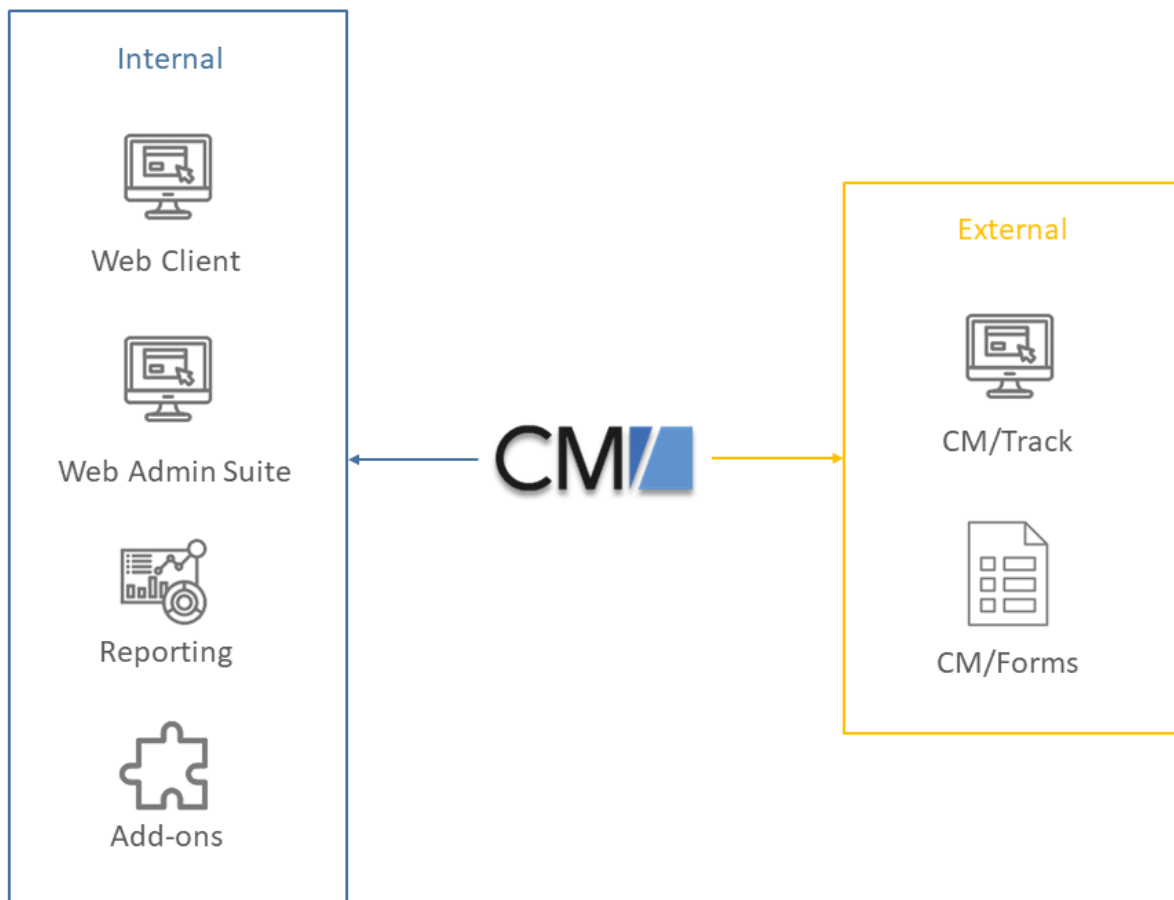 Internal
Web Client
Web Admin Suite
Reporting
Add-ons
CM/
External
CM/Track
CM/Forms